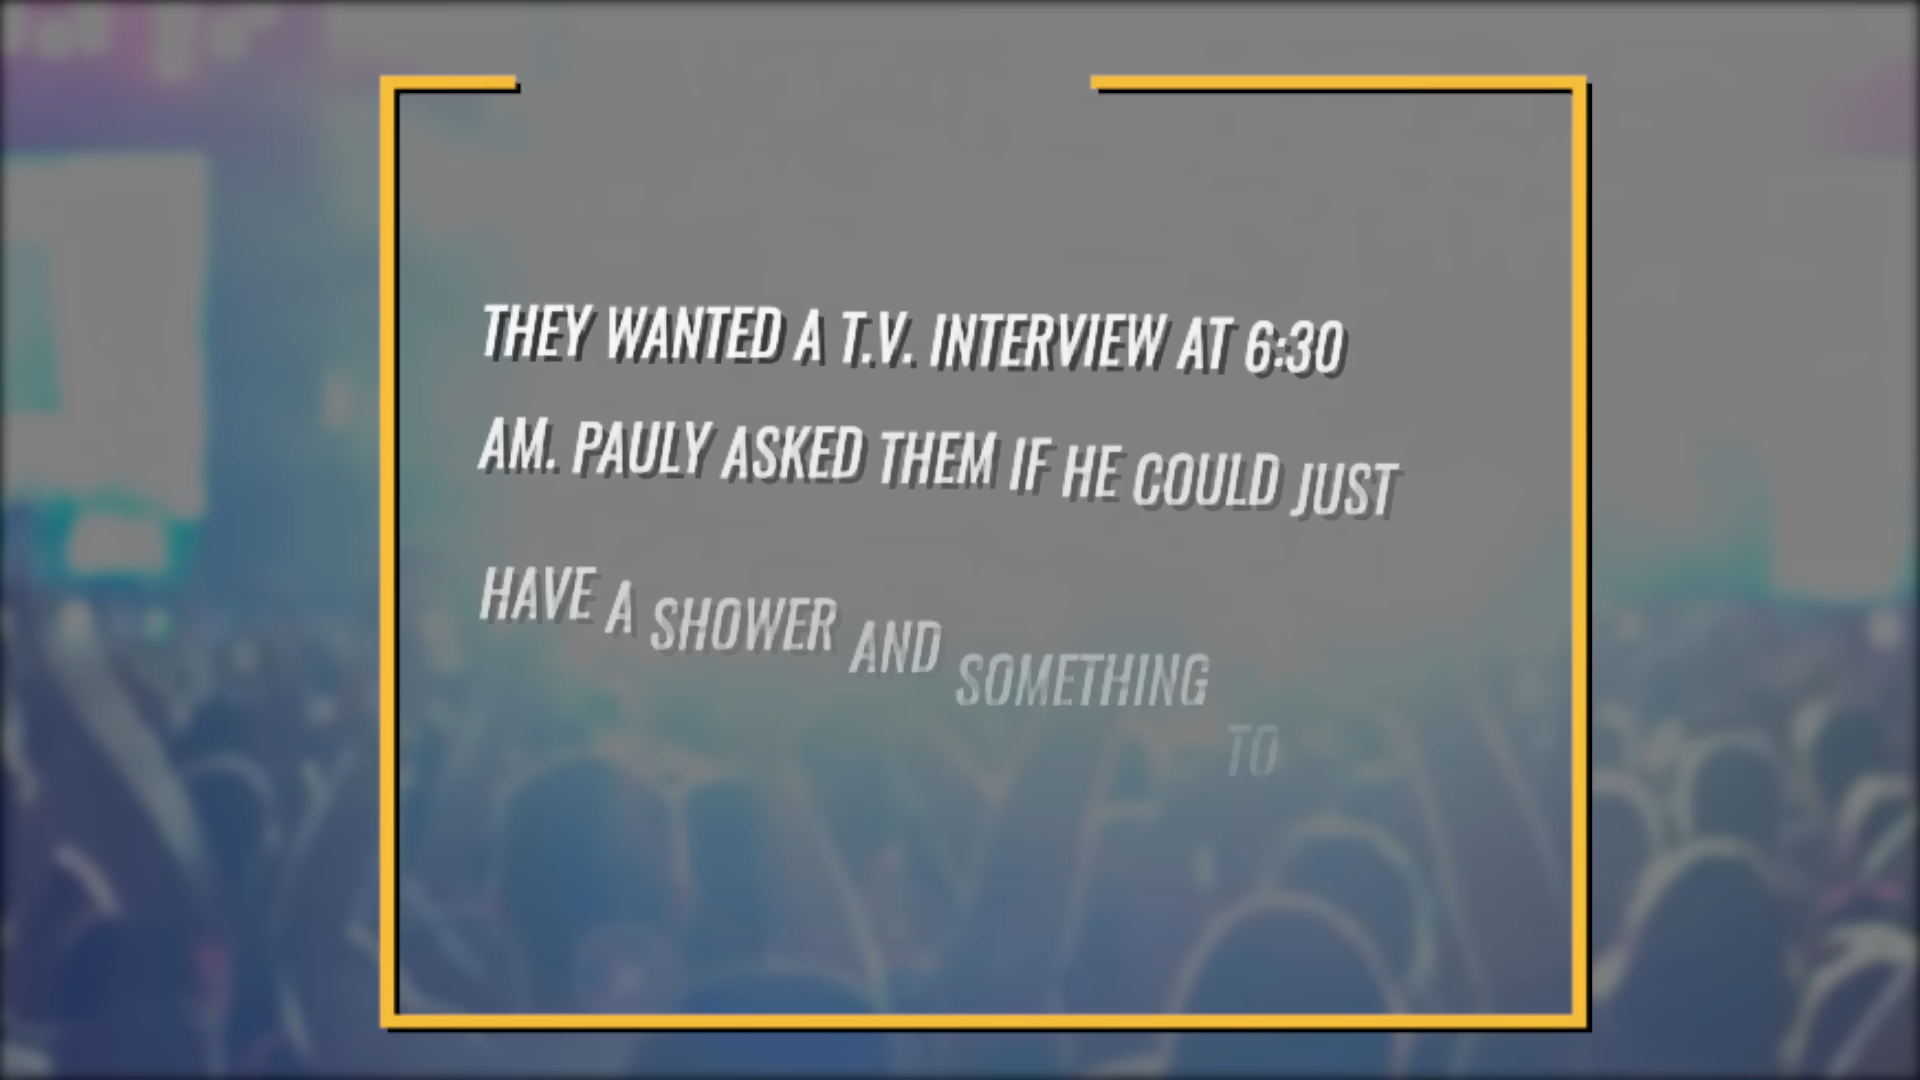 THEY WANTED A T.V. INTERVIEW AT 6:30
AM. PAULY ASKED THEM IF HE COULD JUST
HAVE A SHOWER AND SOMETHING TO